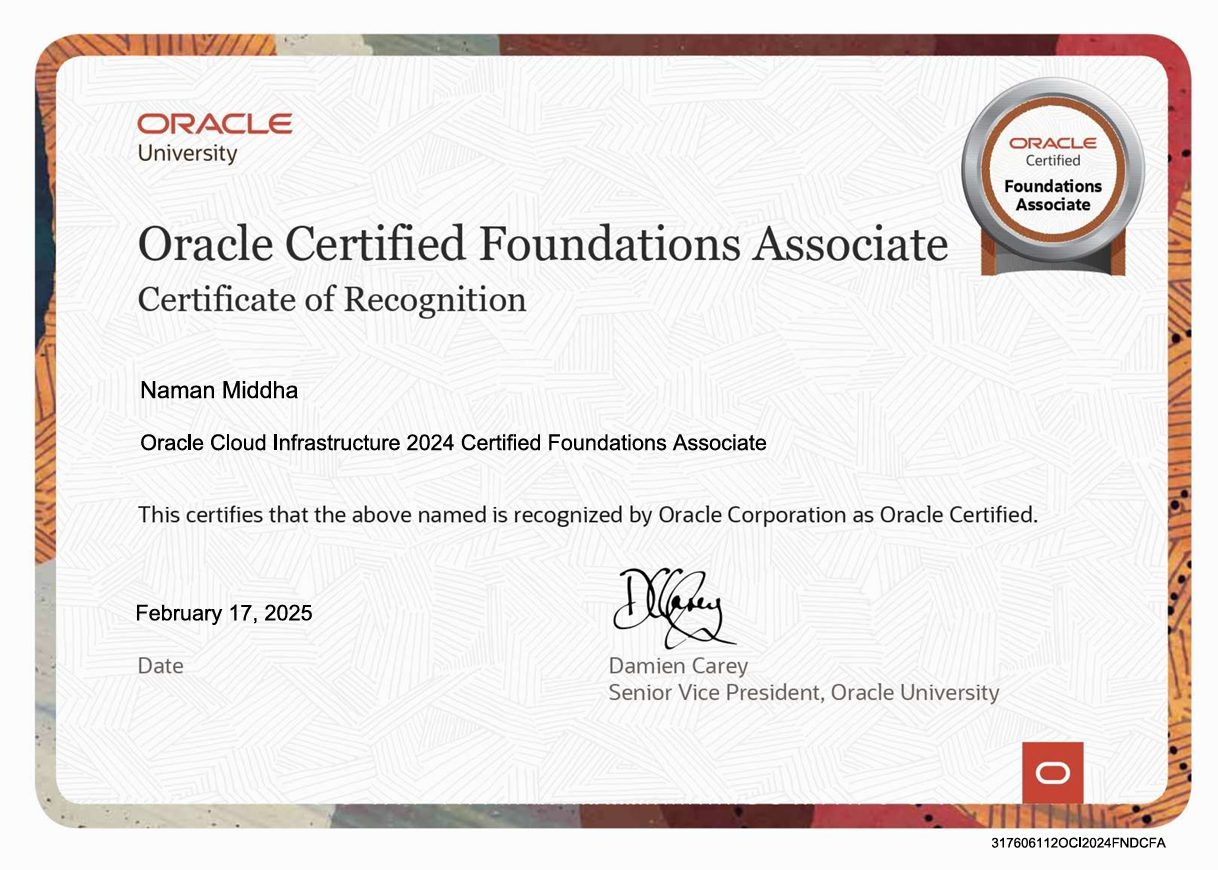 ORACLE
University
ORACLE
Certified
Foundations
Associate
Oracle Certified Foundations Associate
Certificate of Recognition
Naman Middha
Oracle Cloud Infrastructure 2024 Certified Foundations Associate
This certifies that the above named is recognized by Oracle Corporation as Oracle Certified.
February 17, 2025
Date
DCarey
Damien Carey
Senior Vice President, Oracle University
317606112OCI2024FNDCFA